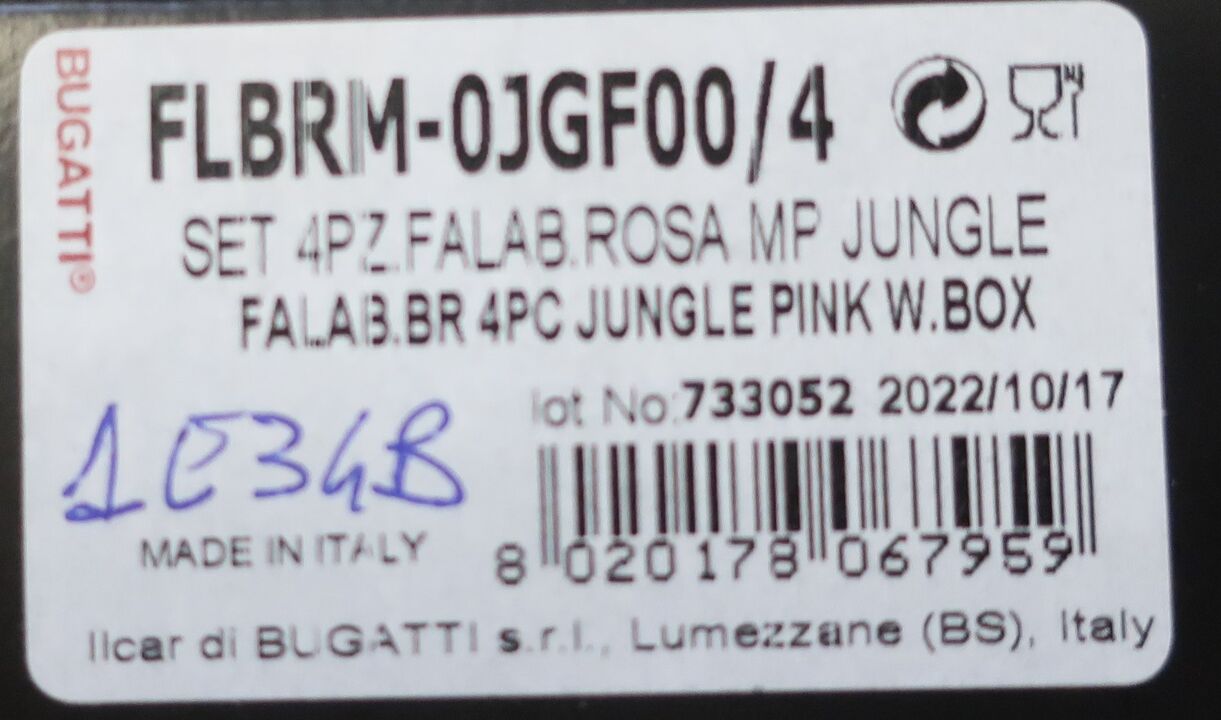 BUGATTI®
FLBRM-0JGF00/4
SET 4PZ.FALAB.ROSA MP JUNGLE
FALAB.BR 4PC JUNGLE PINK W.BOX
lot No:733052 2022/10/17
1E34B
MADE IN ITALY
8 020178 067959
Ilcar di BUGATTI s.r.l., Lumezzane (BS), Italy